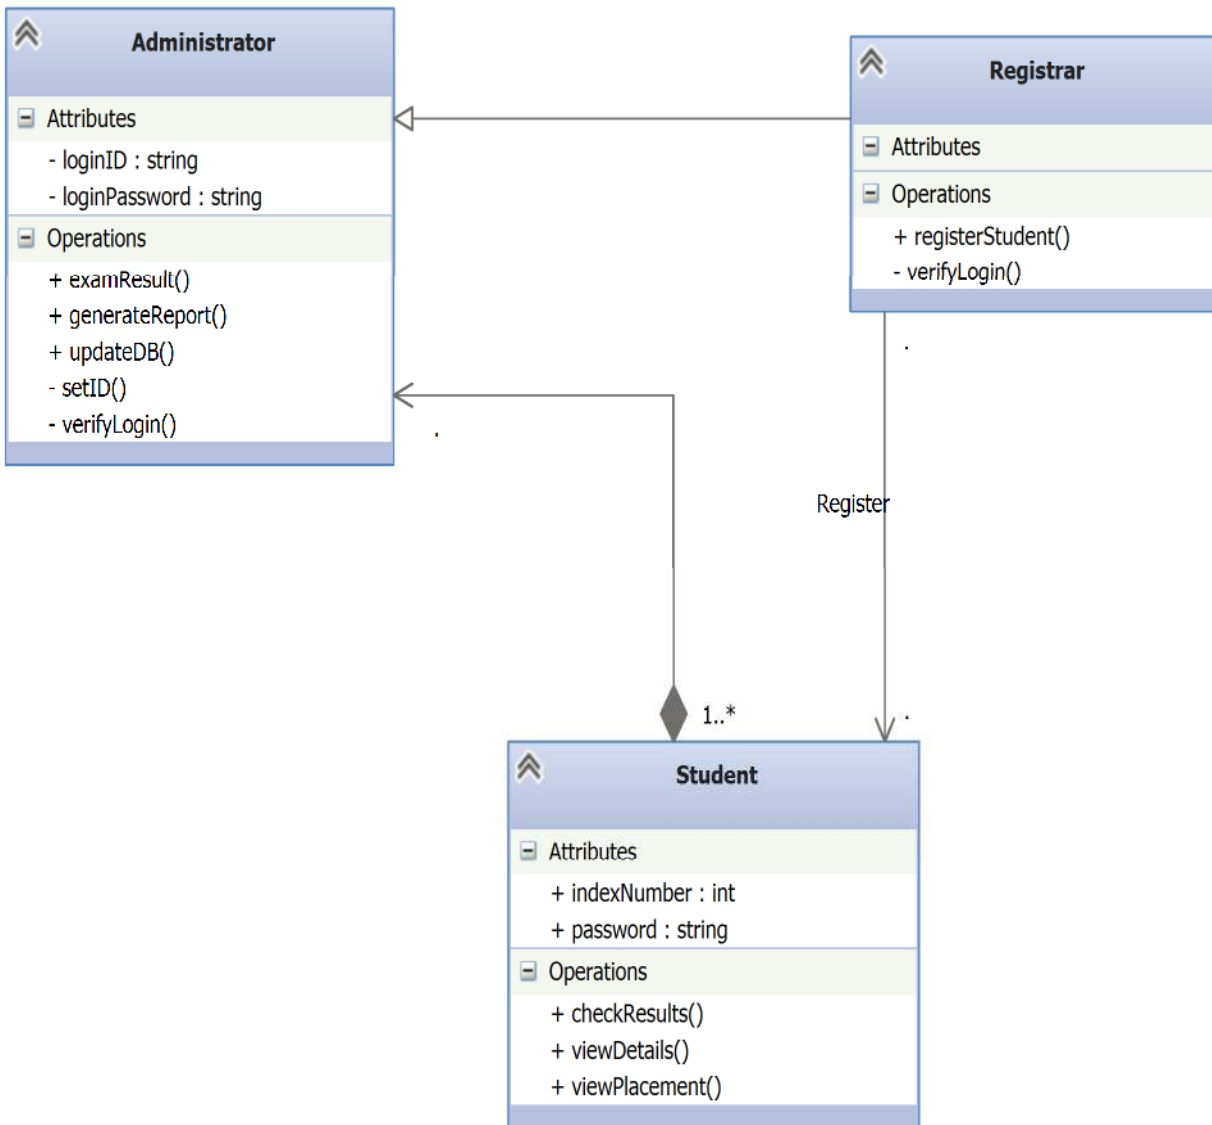 Administrator
Attributes
- loginID : string
- loginPassword : string
Operations
+ examResult()
+ generateReport()
+ updateDB()
- setID()
- verifyLogin()
Registrar
Attributes
Operations
+ registerStudent()
- verifyLogin()
.
.
Register
1..*
.
Student
Attributes
+ indexNumber : int
+ password : string
Operations
+ checkResults()
+ viewDetails()
+ viewPlacement()